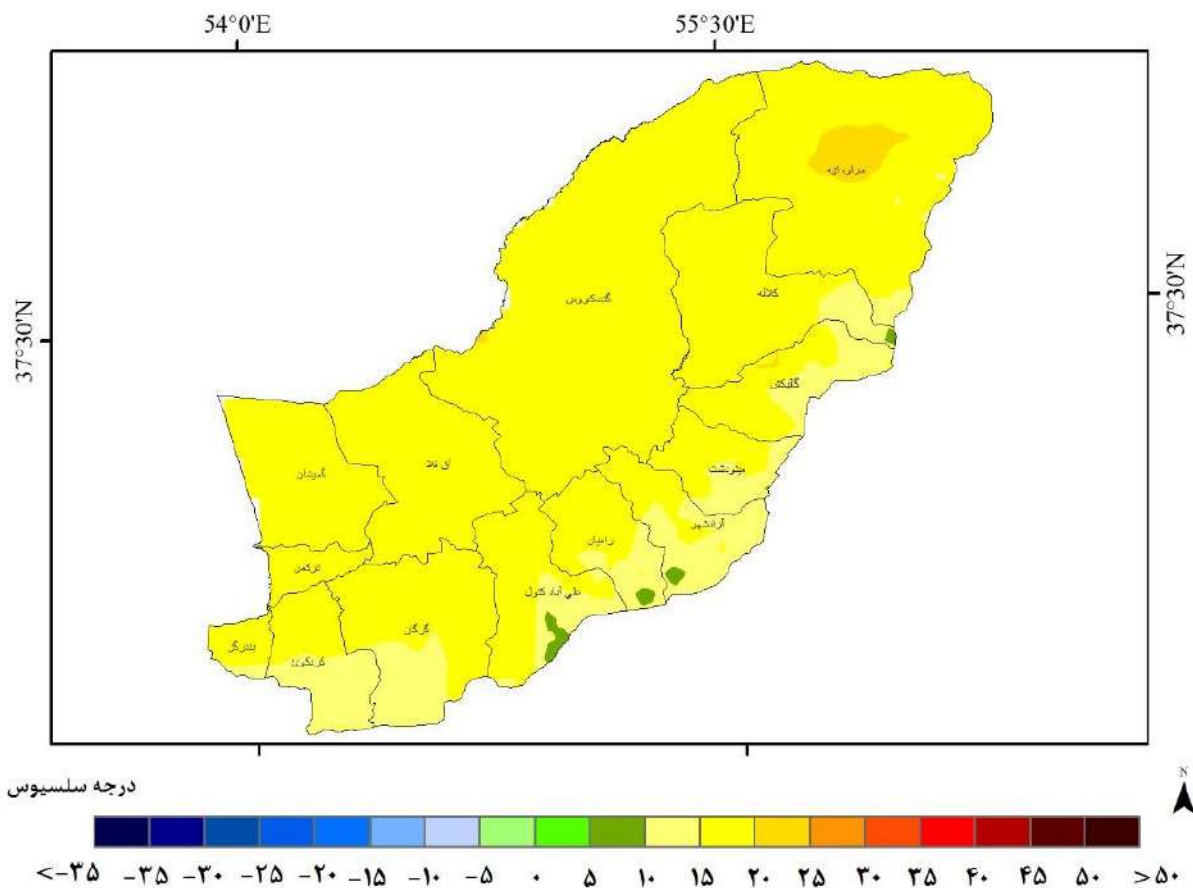 54°0'E 55°30'E
مراوه تپه
37°30'N
کلاله
گنبدکاووس
37°30'N
گالیکش
آق قلا
مینودشت
گمیشان
آزادشهر
رامیان
ترکمن
علی آباد کتول
گرگان
بندرگز
کردکوی
درجه سلسیوس
N
<-۳۵ -۳۵ -۳۰ -۲۵ -۲۰ -۱۵ -۱۰ -۵ ۰ ۵ ۱۰ ۱۵ ۲۰ ۲۵ ۳۰ ۳۵ ۴۰ ۴۵ ۵۰ >۵۰